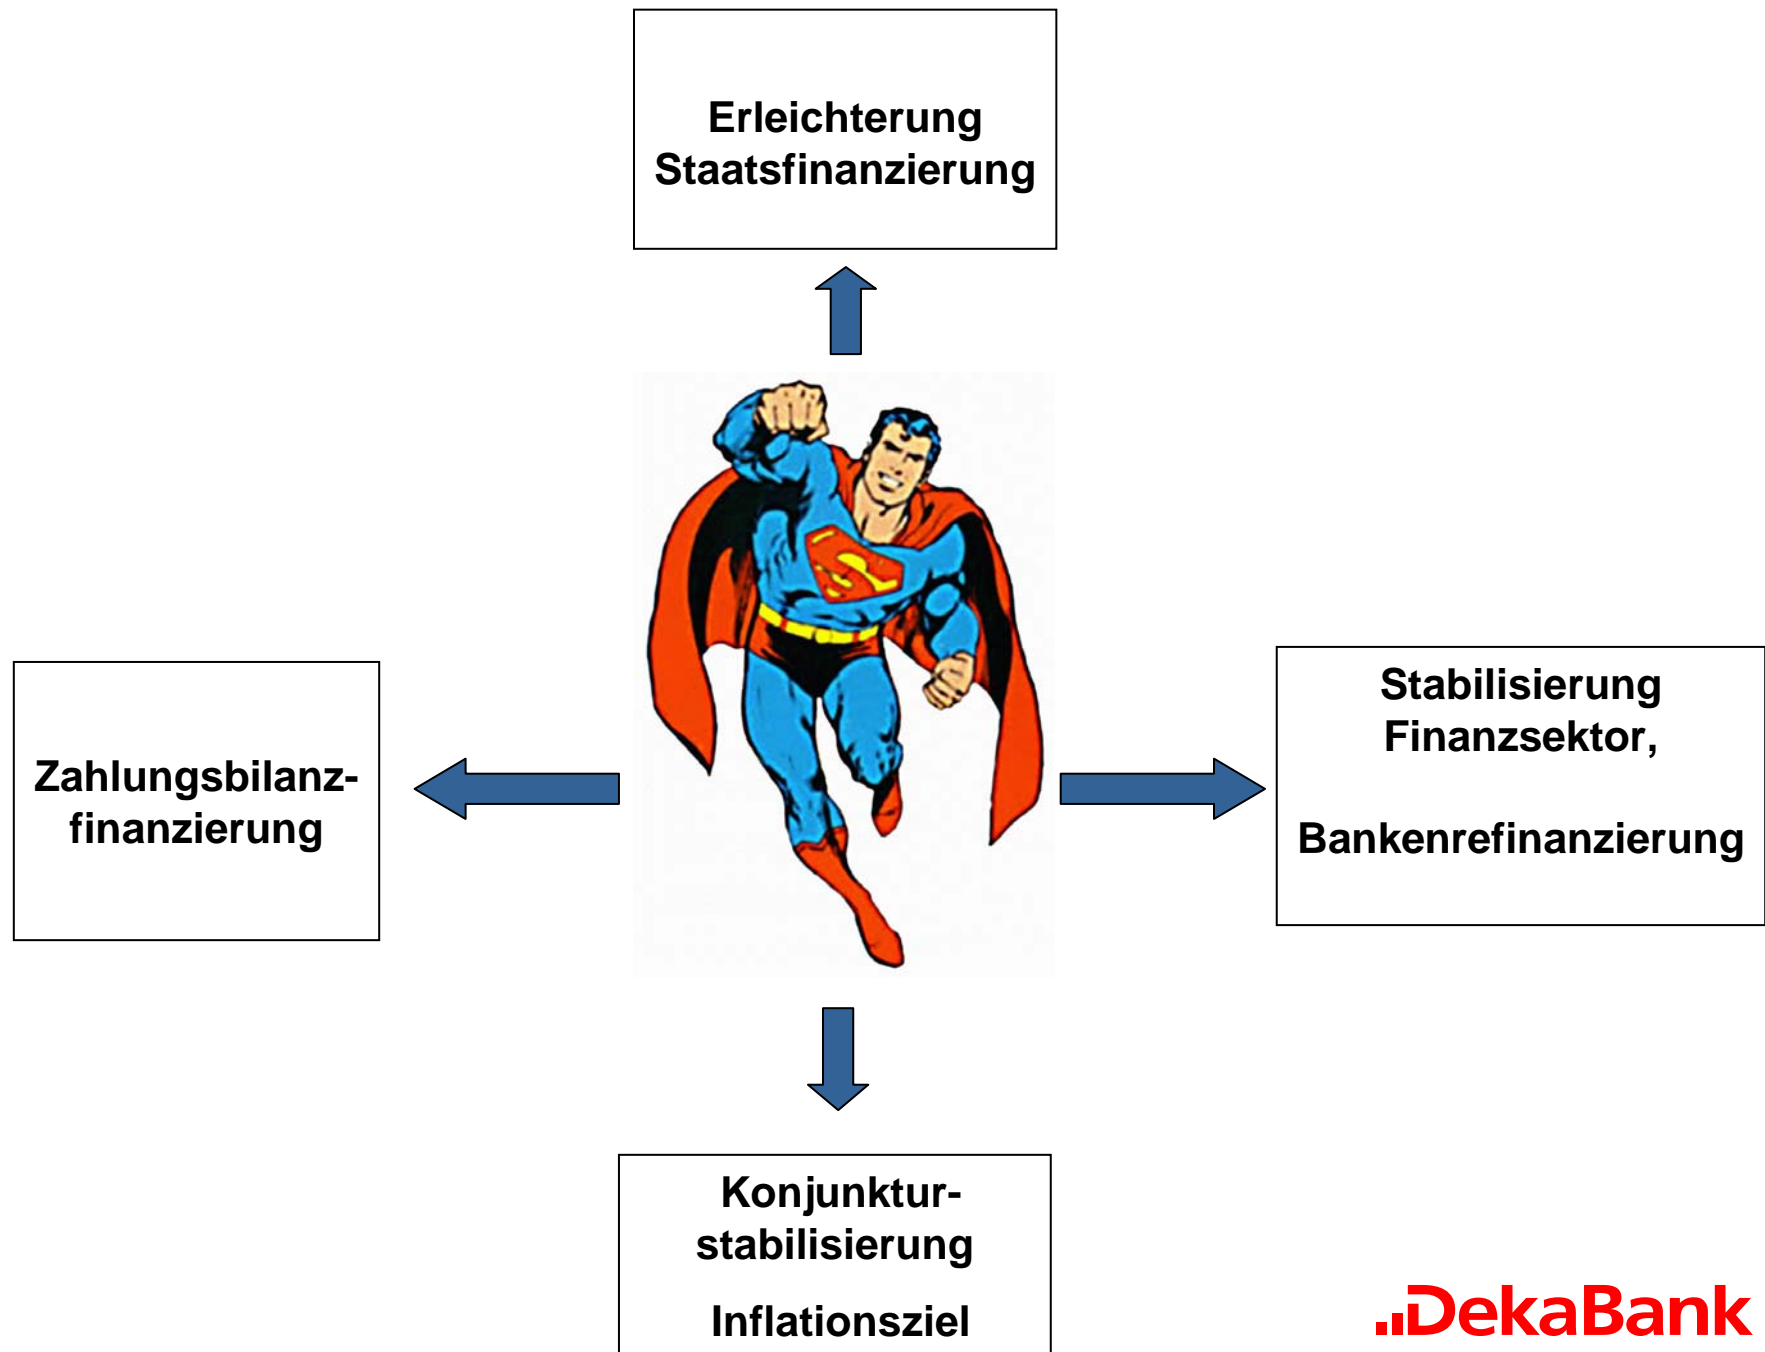 Erleichterung
Staatsfinanzierung
S
Zahlungsbilanz-
finanzierung
Stabilisierung
Finanzsektor,
Bankenrefinanzierung
Konjunktur-
stabilisierung
Inflationsziel
DekaBank